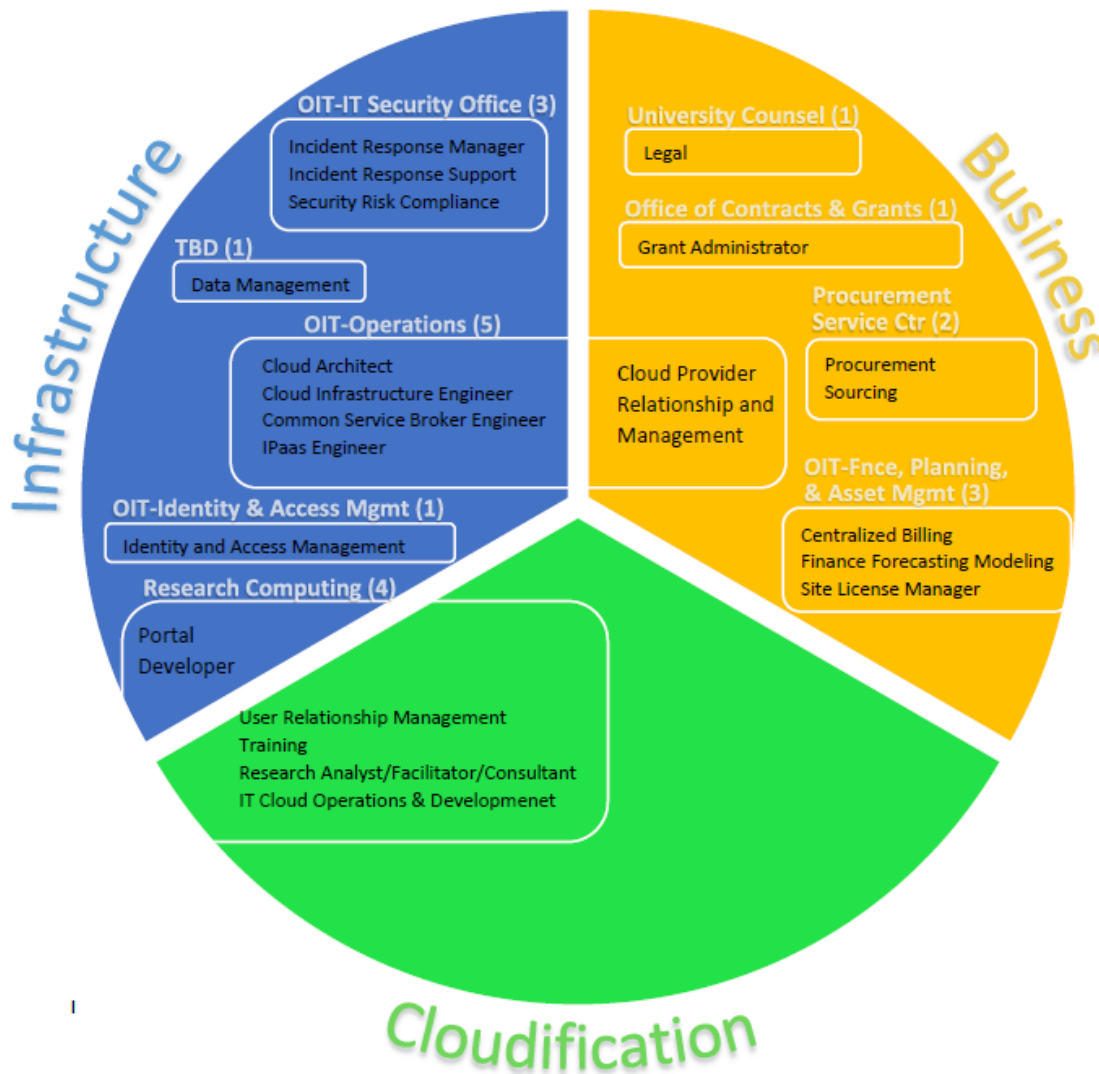 Infrastructure
OIT-IT Security Office (3)
Incident Response Manager
Incident Response Support
Security Risk Compliance
TBD (1)
Data Management
OIT-Operations (5)
Cloud Architect
Cloud Infrastructure Engineer
Common Service Broker Engineer
IPaas Engineer
Cloud Provider
Relationship and
Management
OIT-Identity & Access Mgmt (1)
Identity and Access Management
Research Computing (4)
Portal
Developer
User Relationship Management
Training
Research Analyst/Facilitator/Consultant
IT Cloud Operations & Developmenet
Business
University Counsel (1)
Legal
Office of Contracts & Grants (1)
Grant Administrator
Procurement
Service Ctr (2)
Procurement
Sourcing
OIT-Fnce, Planning,
& Asset Mgmt (3)
Centralized Billing
Finance Forecasting Modeling
Site License Manager
Cloudification
I